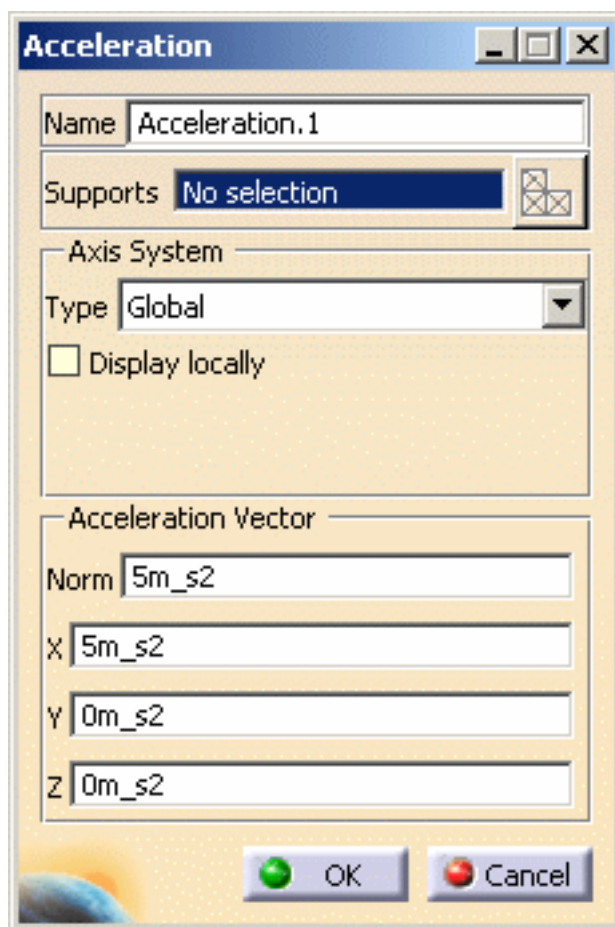 Acceleration
Name Acceleration.1
Supports No selection
Axis System
Type Global
Display locally
Acceleration Vector
Norm 5m_s2
X 5m_s2
Y 0m_s2
Z 0m_s2
OK Cancel